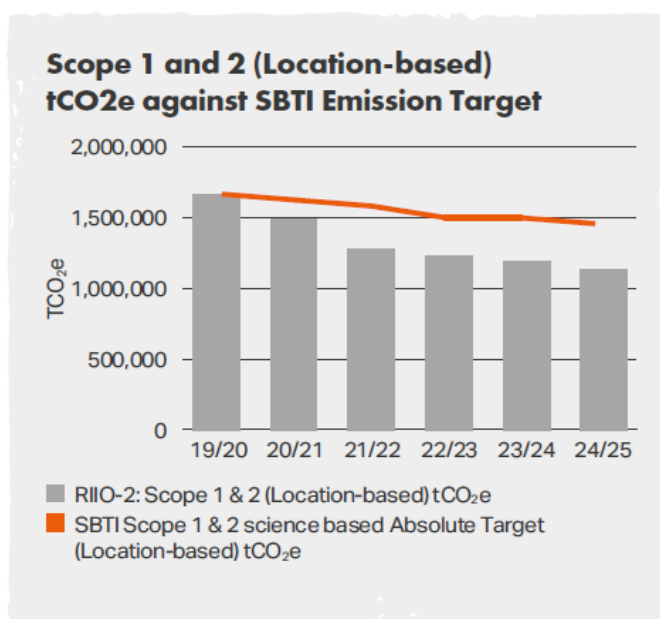 Scope 1 and 2 (Location-based)
tCO2e against SBTI Emission Target
2,000,000
1,500,000
1,000,000
500,000
0
TCO₂e
19/20 20/21 21/22 22/23 23/24 24/25
RIIO-2: Scope 1 & 2 (Location-based) tCO₂e
SBTI Scope 1 & 2 science based Absolute Target
(Location-based) tCO₂e